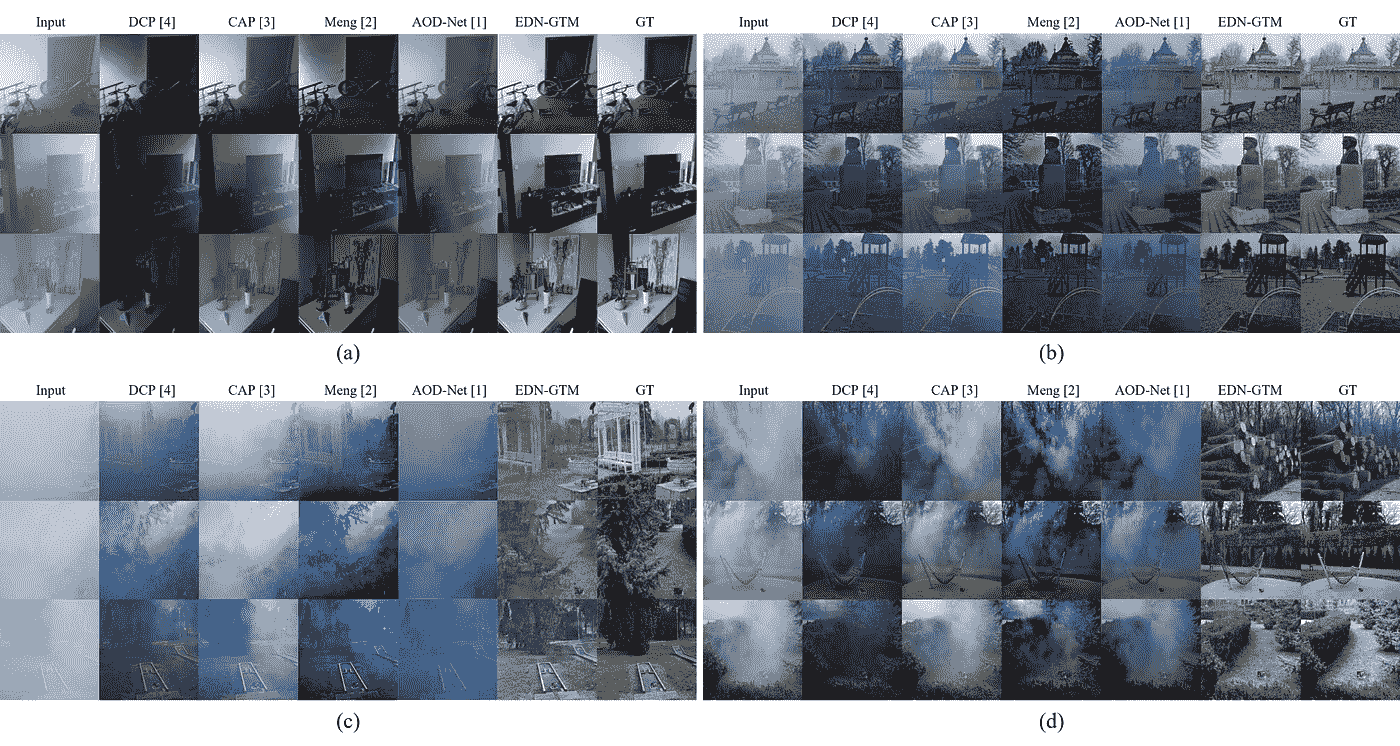 Input DCP [4] CAP [3] Meng [2] AOD-Net [1] EDN-GTM GT
Input DCP [4] CAP [3] Meng [2] AOD-Net [1] EDN-GTM GT
(a)
(b)
Input DCP [4] CAP [3] Meng [2] AOD-Net [1] EDN-GTM GT
Input DCP [4] CAP [3] Meng [2] AOD-Net [1] EDN-GTM GT
(c)
(d)